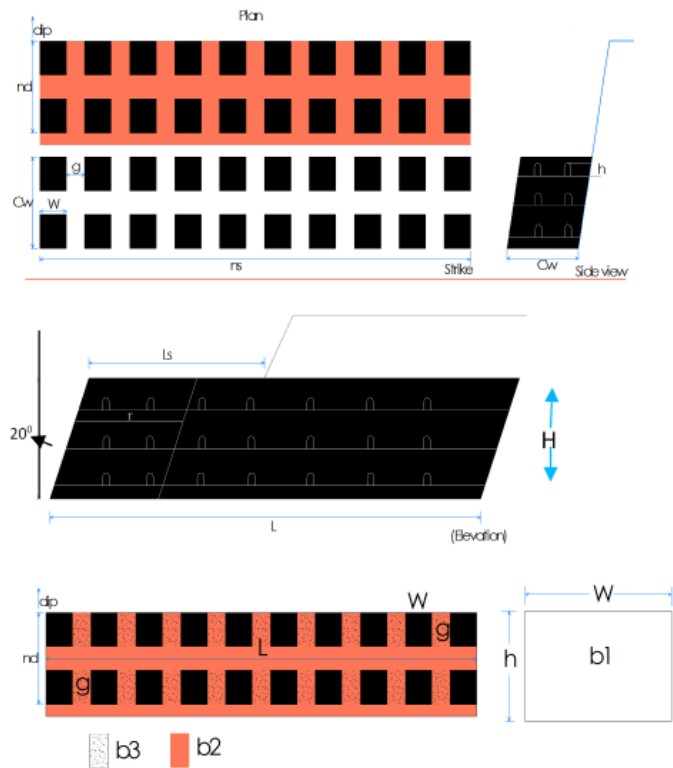 Plan
dip
nd
g
h
Cw
W
ns
Strike
Cw
Side view
Ls
r
20⁰
H
L
(Elevation)
dip
W
W
g
L
nd
g
h
b1
b3
b2